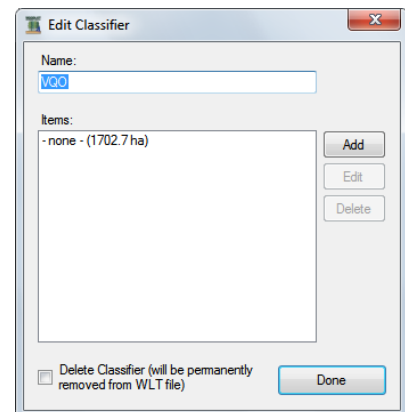 Edit Classifier
Name:
VQO
Items:
- none - (1702.7 ha)
Add
Edit
Delete
Delete Classifier (will be permanently
removed from WLT file)
Done